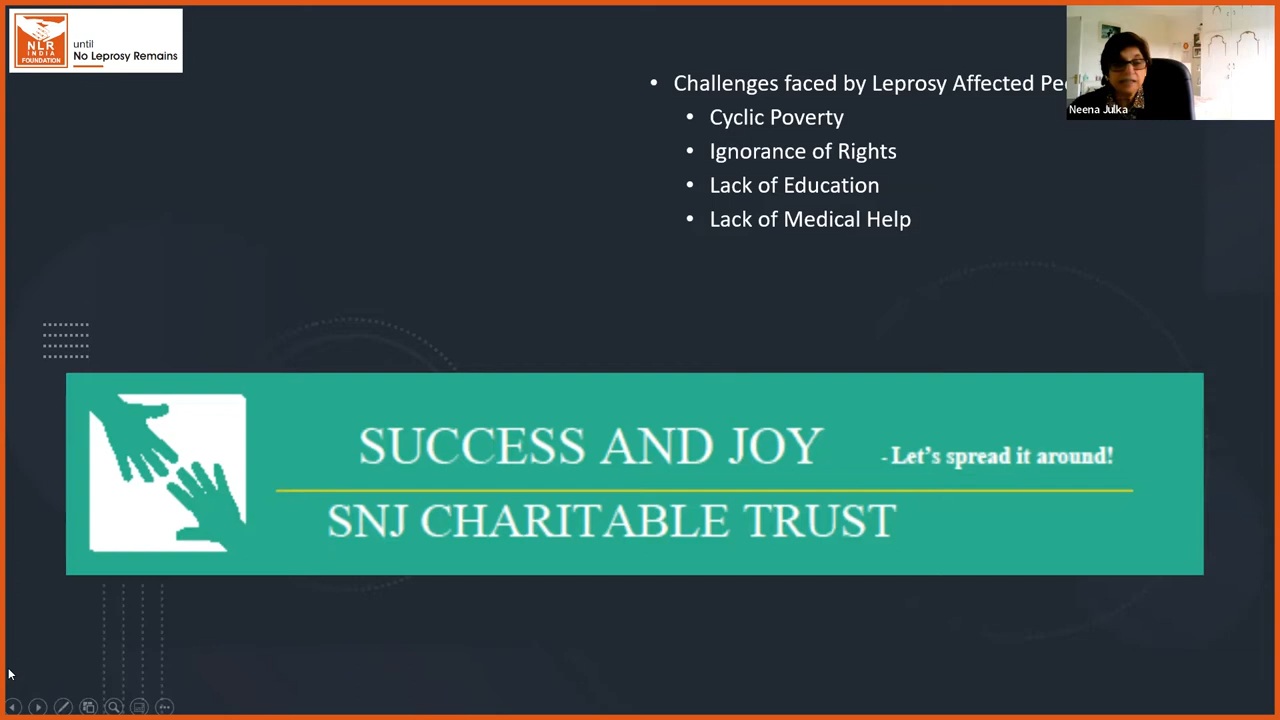 NLR
INDIA
FOUNDATION
until
No Leprosy Remains
• Challenges faced by Leprosy Affected
• Cyclic Poverty
• Ignorance of Rights
• Lack of Education
• Lack of Medical Help
Neena Julka
SUCCESS AND JOY - Let's spread it around!
SNJ CHARITABLE TRUST